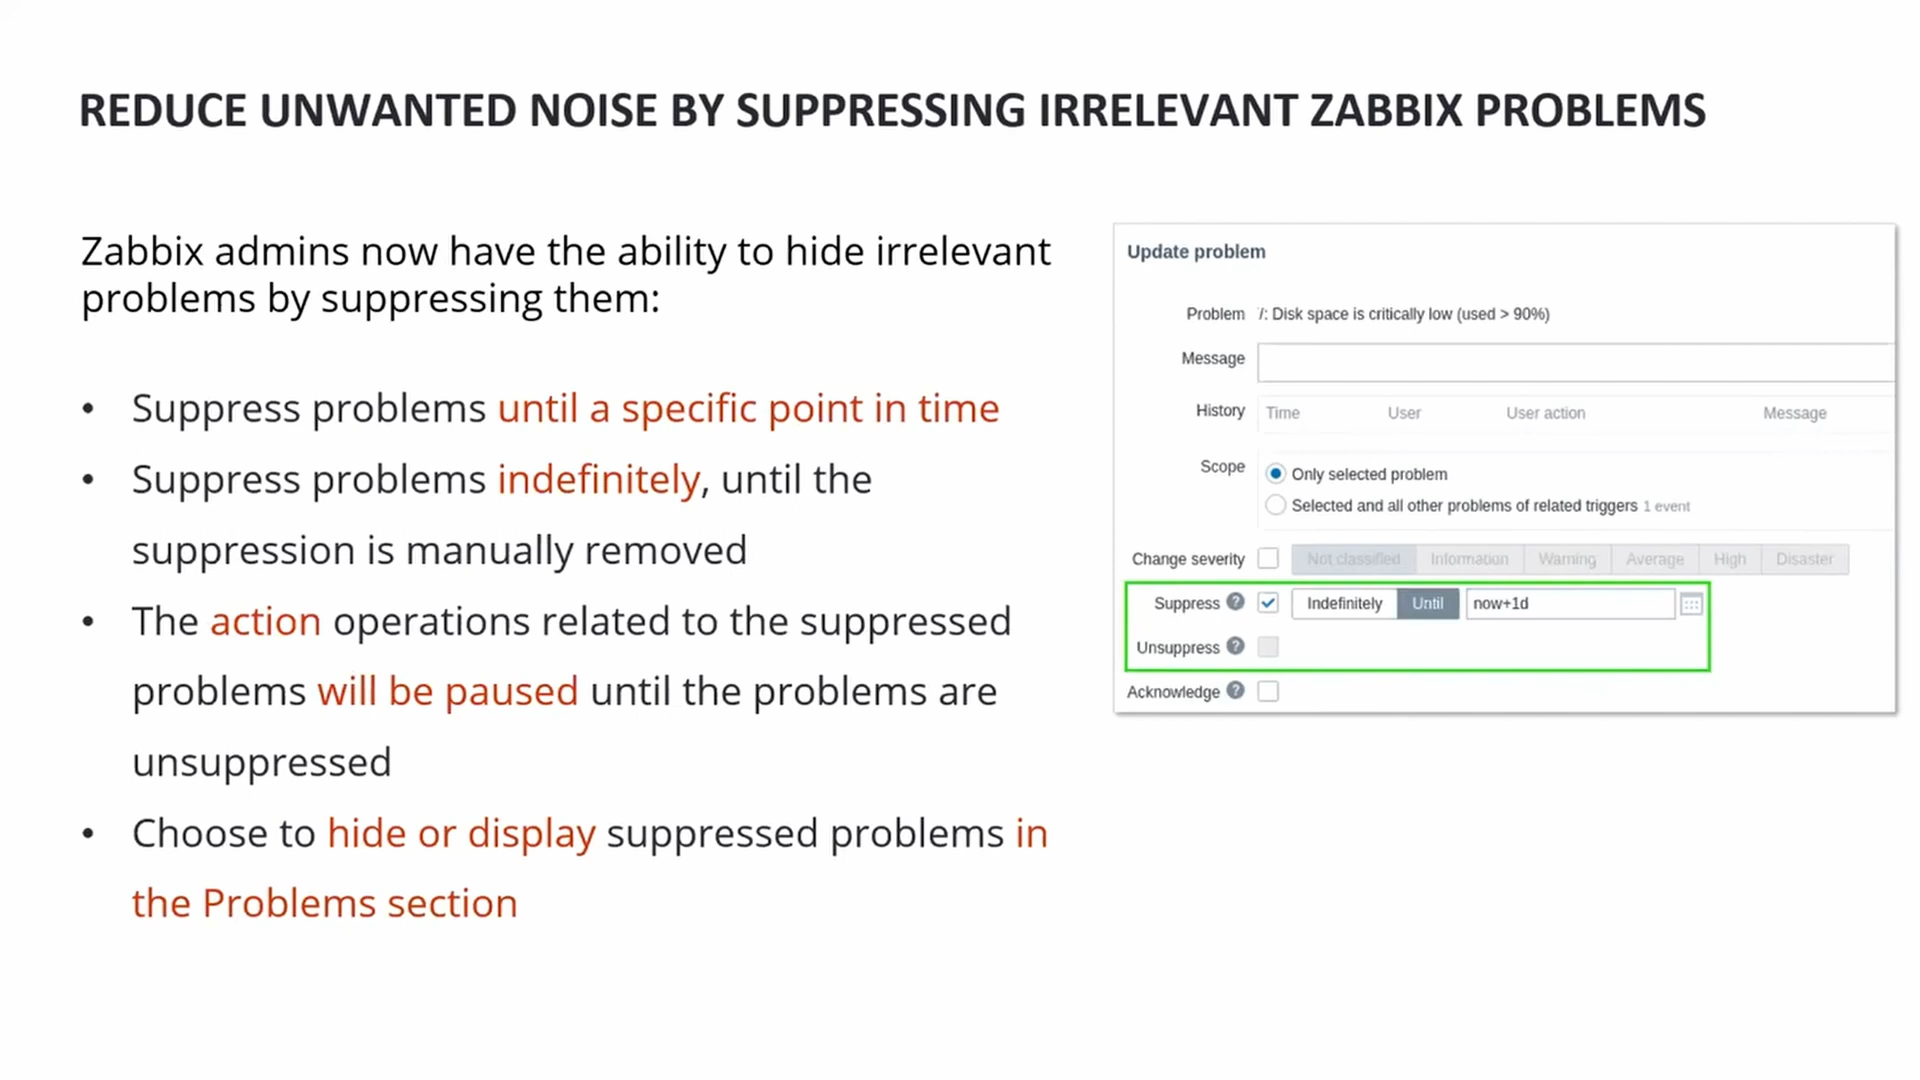 REDUCE UNWANTED NOISE BY SUPPRESSING IRRELEVANT ZABBIX PROBLEMS
Zabbix admins now have the ability to hide irrelevant
problems by suppressing them:
• Suppress problems until a specific point in time
• Suppress problems indefinitely, until the
suppression is manually removed
• The action operations related to the suppressed
problems will be paused until the problems are
unsuppressed
• Choose to hide or display suppressed problems in
the Problems section
Update problem
Problem /: Disk space is critically low (used > 90%)
Message
History Time User User action Message
Scope Only selected problem
Selected and all other problems of related triggers 1 event
Change severity Not classified Information Warning Average High Disaster
Suppress ? Indefinitely Until now+1d
Unsuppress ?
Acknowledge ?